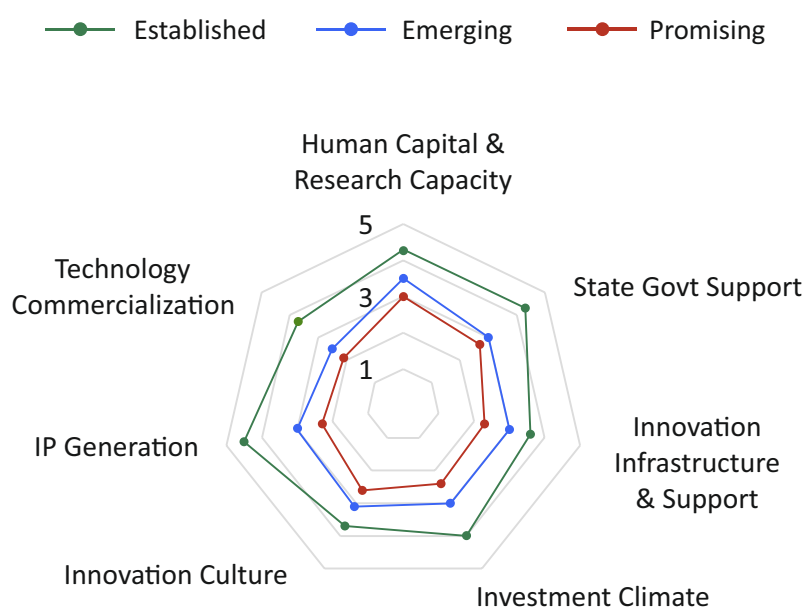 Established
Emerging
Promising
Human Capital &
Research Capacity
5
3
1
Technology
Commercialization
State Govt Support
IP Generation
Innovation
Infrastructure
& Support
Innovation Culture
Investment Climate